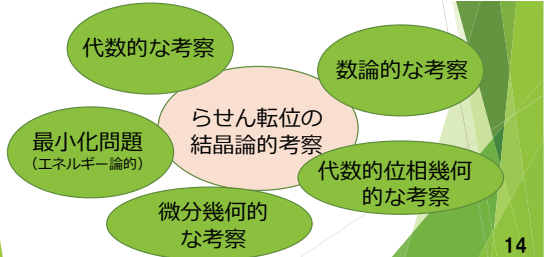 代数的な考察
数論的な考察
らせん転位の
結晶論的考察
最小化問題
（エネルギー論的）
代数的位相幾何
的な考察
微分幾何的
な考察
14